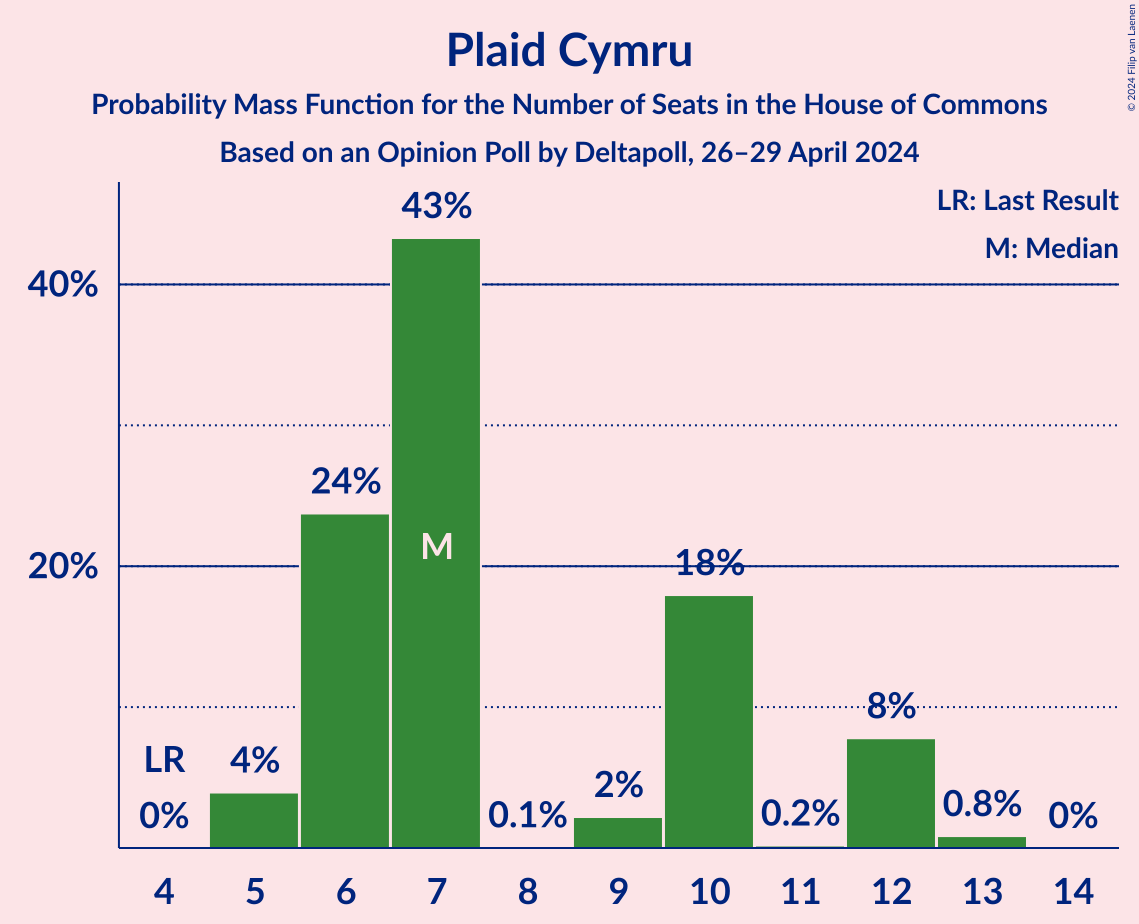 Plaid Cymru
Probability Mass Function for the Number of Seats in the House of Commons
Based on an Opinion Poll by Deltapoll, 26–29 April 2024
© 2024 Filip van Laenen
LR: Last Result
M: Median
43%
40%
24%
M
20%
18%
8%
LR
4%
2%
0%
0.1%
0.2%
0.8%
0%
4 5 6 7 8 9 10 11 12 13 14